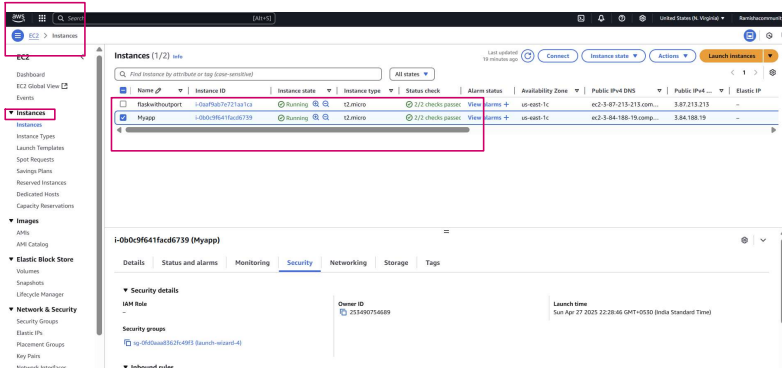 aws
Search
[Alt+S]
United States (N. Virginia) ▼
Ramishacommunit
EC2 > Instances
EC2
Dashboard
EC2 Global View
Events
▼ Instances
Instances
Instance Types
Launch Templates
Spot Requests
Savings Plans
Reserved Instances
Dedicated Hosts
Capacity Reservations
▼ Images
AMIs
AMI Catalog
▼ Elastic Block Store
Volumes
Snapshots
Lifecycle Manager
▼ Network & Security
Security Groups
Elastic IPs
Placement Groups
Key Pairs
Network Interfaces
Instances (1/2) Info
Last updated
19 minutes ago
Connect
Instance state ▼
Actions ▼
Launch instances ▼
Find Instance by attribute or tag (case-sensitive)
All states ▼
< 1 >
Name Instance ID Instance state Instance type Status check Alarm status Availability Zone Public IPv4 DNS Public IPv4 ... Elastic IP
flaskwithoutport i-0aaf9ab7e721aa1ca Running t2.micro 2/2 checks passec View alarms + us-east-1c ec2-3-87-213-213.com... 3.87.213.213 –
Myapp i-0b0c9f641facd6739 Running t2.micro 2/2 checks passec View alarms + us-east-1c ec2-3-84-188-19.comp... 3.84.188.19 –
i-0b0c9f641facd6739 (Myapp)
Details Status and alarms Monitoring Security Networking Storage Tags
▼ Security details
IAM Role
–
Owner ID
253490754689
Launch time
Sun Apr 27 2025 22:28:46 GMT+0530 (India Standard Time)
Security groups
sg-0fd0aaa8362fc49f3 (launch-wizard-4)
▼ Inbound rules